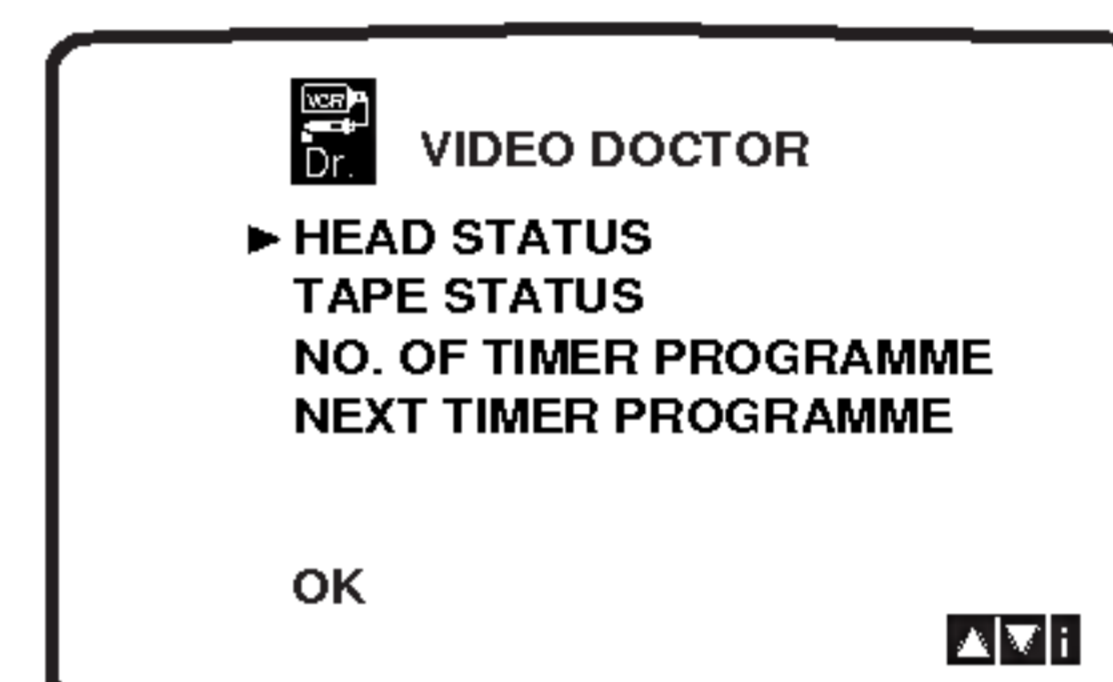 VCR
Dr.
VIDEO DOCTOR
HEAD STATUS
TAPE STATUS
NO. OF TIMER PROGRAMME
NEXT TIMER PROGRAMME
OK
i